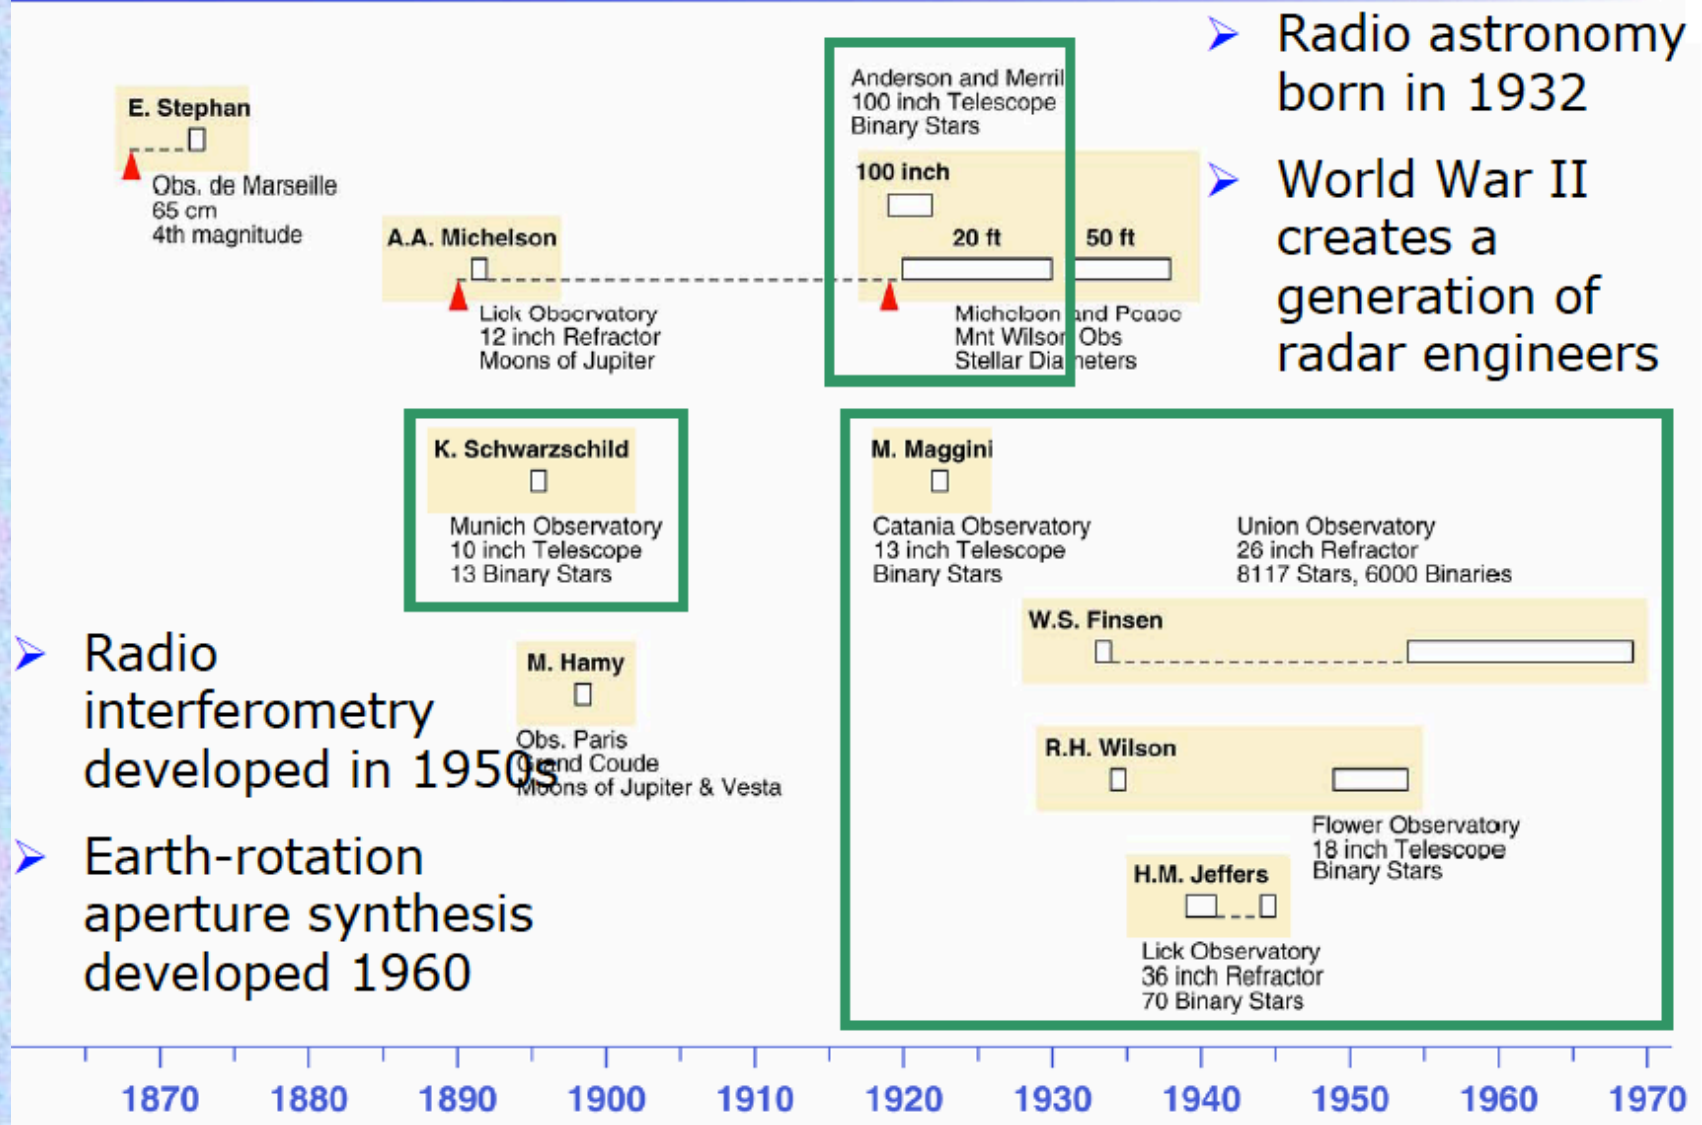 Radio astronomy
born in 1932
World War II
creates a
generation of
radar engineers
E. Stephan
Obs. de Marseille
65 cm
4th magnitude
A.A. Michelson
Lick Observatory
12 inch Refractor
Moons of Jupiter
Anderson and Merril
100 inch Telescope
Binary Stars
100 inch
20 ft
50 ft
Michelson and Pease
Mnt Wilson Obs
Stellar Diameters
K. Schwarzschild
Munich Observatory
10 inch Telescope
13 Binary Stars
M. Maggini
Catania Observatory
13 inch Telescope
Binary Stars
Union Observatory
26 inch Refractor
8117 Stars, 6000 Binaries
W.S. Finsen
Radio
interferometry
developed in 1950s
Earth-rotation
aperture synthesis
developed 1960
M. Hamy
Obs. Paris
Grand Coude
Moons of Jupiter & Vesta
R.H. Wilson
Flower Observatory
18 inch Telescope
Binary Stars
H.M. Jeffers
Lick Observatory
36 inch Refractor
70 Binary Stars
1870 1880 1890 1900 1910 1920 1930 1940 1950 1960 1970